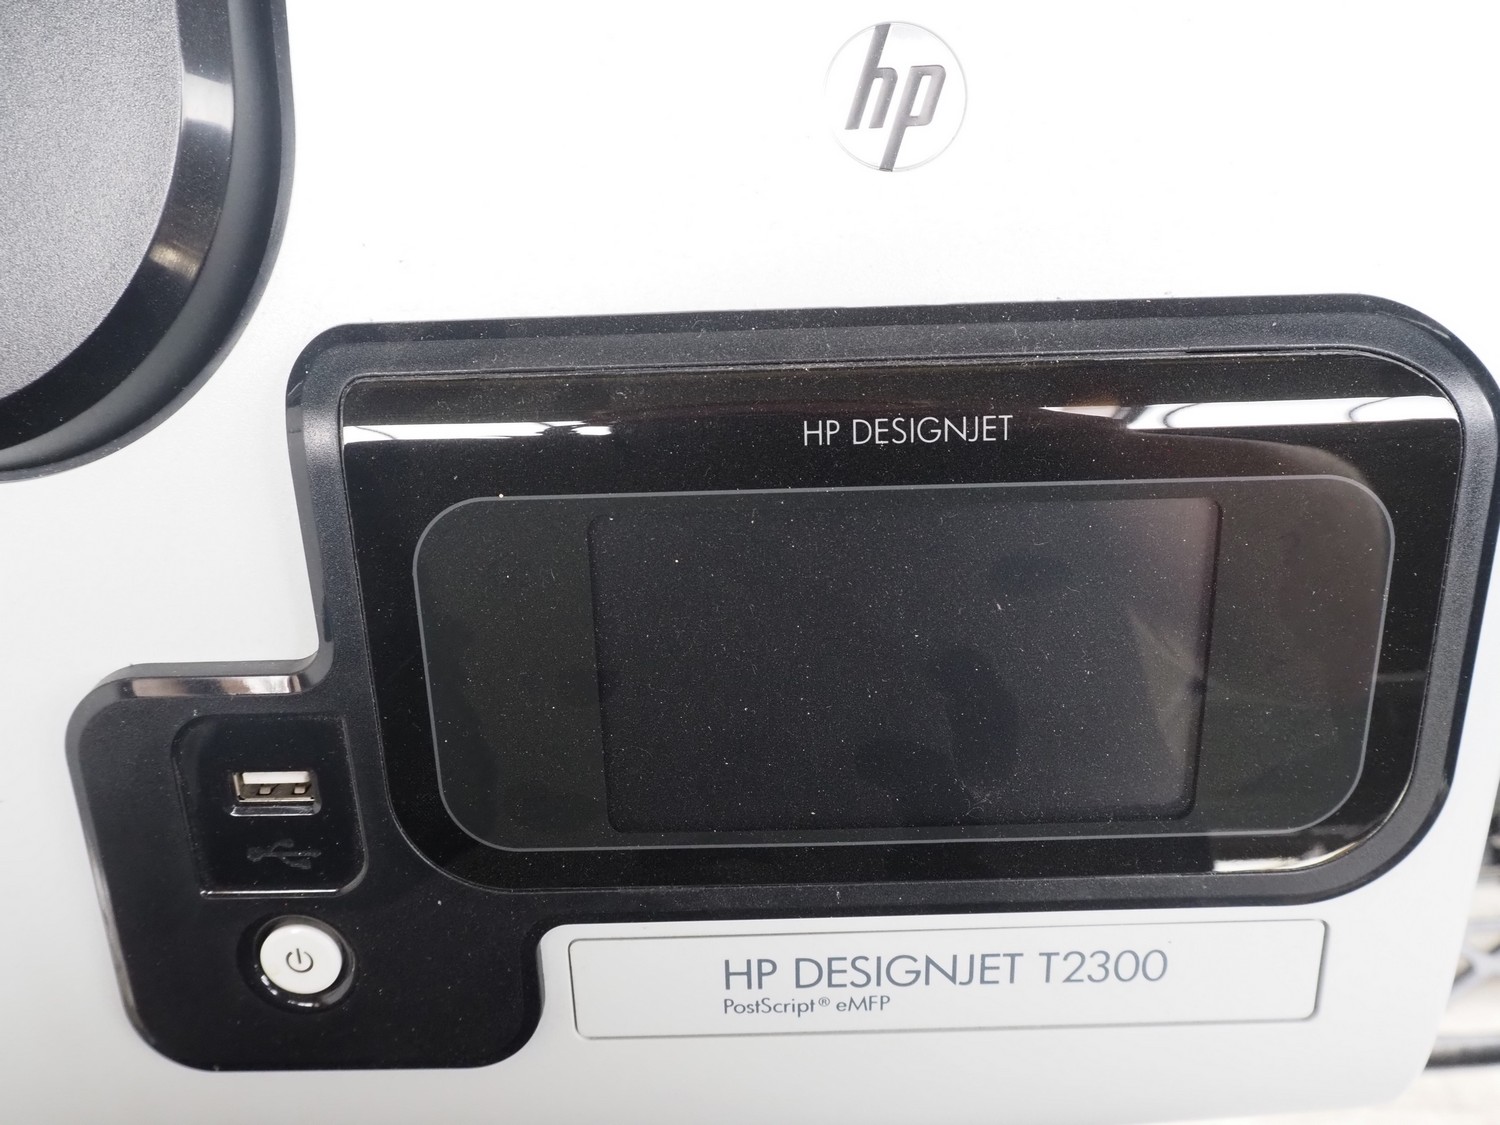 hp
HP DESIGNJET
HP DESIGNJET T2300
PostScript® eMFP